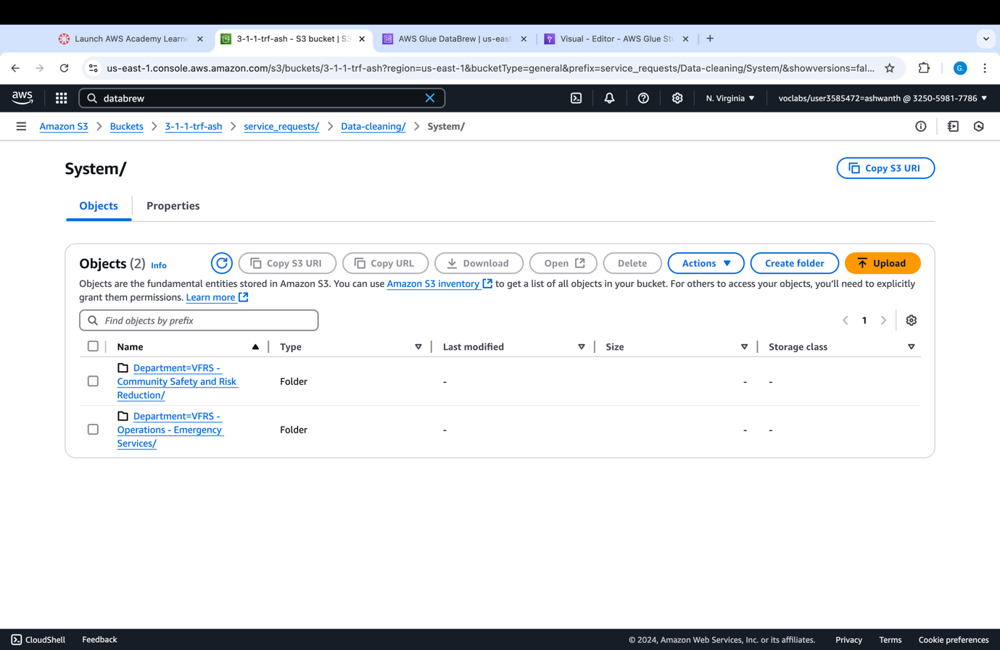 Launch AWS Academy Learne
3-1-1-trf-ash - S3 bucket | S3
AWS Glue DataBrew | us-east
Visual - Editor - AWS Glue Stu
us-east-1.console.aws.amazon.com/s3/buckets/3-1-1-trf-ash?region=us-east-1&bucketType=general&prefix=service_requests/Data-cleaning/System/&showversions=fal...
G.
aws
databrew
N. Virginia
voclabs/user3585472=ashwanth @ 3250-5981-7786
Amazon S3
Buckets
3-1-1-trf-ash
service_requests/
Data-cleaning/
System/
System/
Copy S3 URI
Objects
Properties
Objects (2) Info
Copy S3 URI
Copy URL
Download
Open
Delete
Actions
Create folder
Upload
Objects are the fundamental entities stored in Amazon S3. You can use Amazon S3 inventory to get a list of all objects in your bucket. For others to access your objects, you’ll need to explicitly
grant them permissions. Learn more
Find objects by prefix
1
Name
Type
Last modified
Size
Storage class
Department=VFRS -
Community Safety and Risk
Reduction/
Folder
-
-
-
Department=VFRS -
Operations - Emergency
Services/
Folder
-
-
-
CloudShell
Feedback
© 2024, Amazon Web Services, Inc. or its affiliates.
Privacy
Terms
Cookie preferences